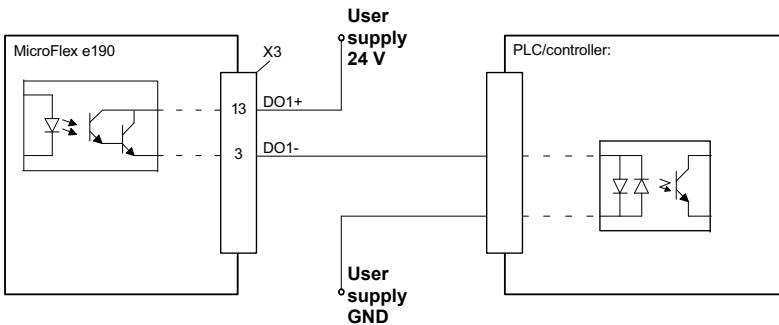 User
supply
24 V
MicroFlex e190
X3
PLC/controller:
13
DO1+
3
DO1-
User
supply
GND